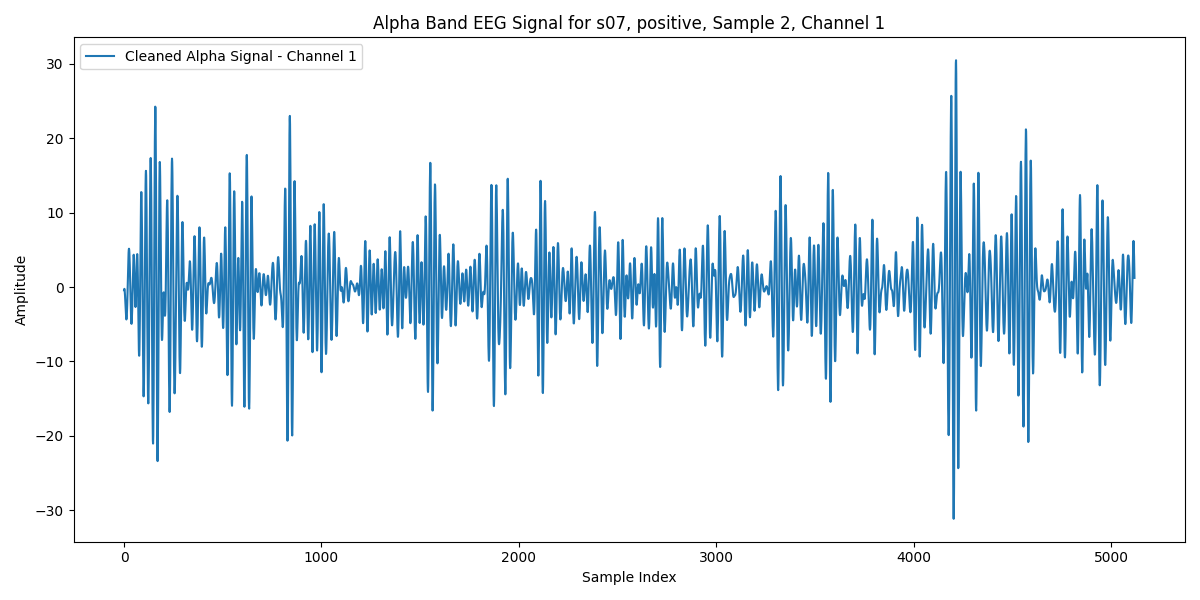 Alpha Band EEG Signal for s07, positive, Sample 2, Channel 1
Cleaned Alpha Signal - Channel 1
30
20
10
0
−10
−20
−30
Amplitude
0 1000 2000 3000 4000 5000
Sample Index